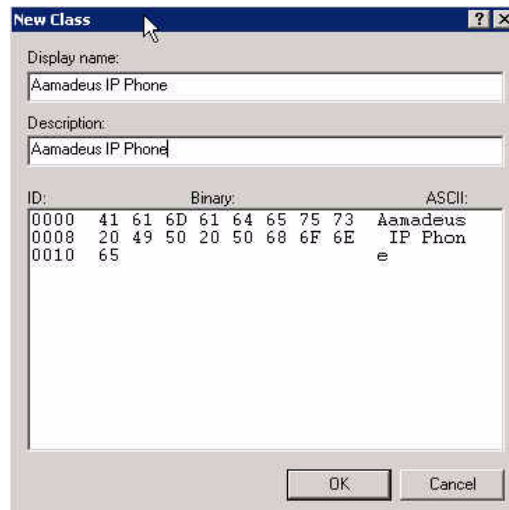 New Class
Display name:
Aamadeus IP Phone
Description:
Aamadeus IP Phone
ID: Binary: ASCII:
0000 41 61 6D 61 64 65 75 73 Aamadeus
0008 20 49 50 20 50 68 6F 6E IP Phon
0010 65 e
OK Cancel